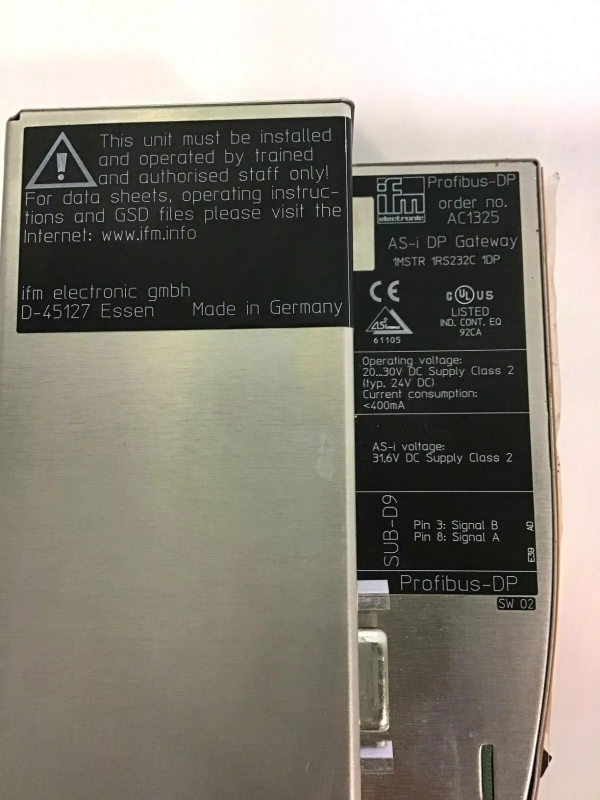 This unit must be installed
and operated by trained
and authorised staff only!
For data sheets, operating instruc-
tions and GSD files please visit the
Internet: www.ifm.info
ifm electronic gmbh
D-45127 Essen Made in Germany
ifm
electronic
Profibus-DP
order no.
AC1325
AS-i DP Gateway
1MSTR 1RS232C 1DP
CE
ASi
61105
C UL US
LISTED
IND. CONT. EQ
92CA
Operating voltage:
20...30V DC Supply Class 2
(typ. 24V DC)
Current consumption:
<400mA
AS-i voltage:
31,6V DC Supply Class 2
SUB-D9
Pin 3: Signal B
Pin 8: Signal A
AD
E39
Profibus-DP
SW 02